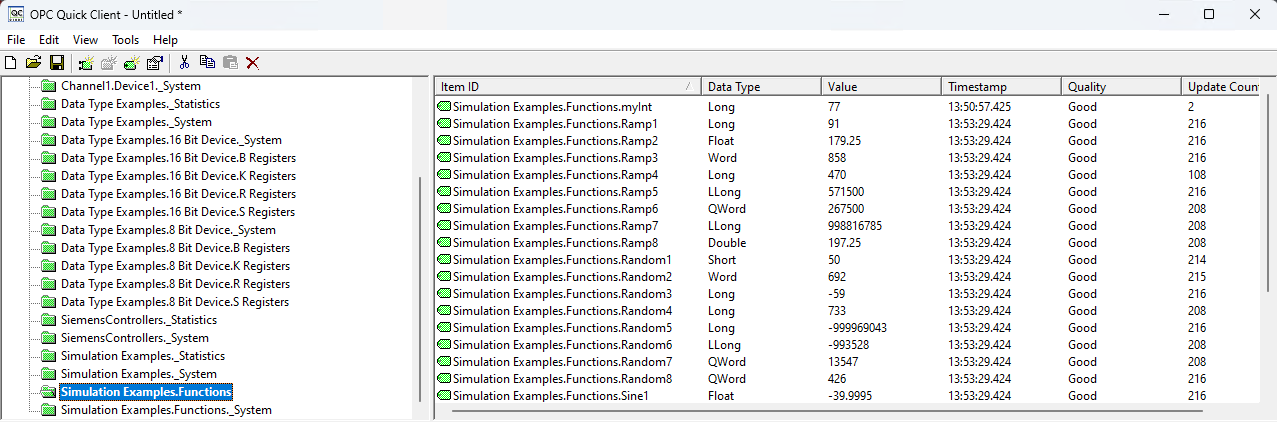 OPC Quick Client - Untitled *
File Edit View Tools Help
Channel1.Device1._System
Data Type Examples._Statistics
Data Type Examples._System
Data Type Examples.16 Bit Device._System
Data Type Examples.16 Bit Device.B Registers
Data Type Examples.16 Bit Device.K Registers
Data Type Examples.16 Bit Device.R Registers
Data Type Examples.16 Bit Device.S Registers
Data Type Examples.8 Bit Device._System
Data Type Examples.8 Bit Device.B Registers
Data Type Examples.8 Bit Device.K Registers
Data Type Examples.8 Bit Device.R Registers
Data Type Examples.8 Bit Device.S Registers
SiemensControllers._Statistics
SiemensControllers._System
Simulation Examples._Statistics
Simulation Examples._System
Simulation Examples.Functions
Simulation Examples.Functions._System
Item ID Data Type Value Timestamp Quality Update Coun
Simulation Examples.Functions.myInt Long 77 13:50:57.425 Good 2
Simulation Examples.Functions.Ramp1 Long 91 13:53:29.424 Good 216
Simulation Examples.Functions.Ramp2 Float 179.25 13:53:29.424 Good 216
Simulation Examples.Functions.Ramp3 Word 858 13:53:29.424 Good 216
Simulation Examples.Functions.Ramp4 Long 470 13:53:29.424 Good 108
Simulation Examples.Functions.Ramp5 LLong 571500 13:53:29.424 Good 216
Simulation Examples.Functions.Ramp6 QWord 267500 13:53:29.424 Good 208
Simulation Examples.Functions.Ramp7 LLong 998816785 13:53:29.424 Good 208
Simulation Examples.Functions.Ramp8 Double 197.25 13:53:29.424 Good 208
Simulation Examples.Functions.Random1 Short 50 13:53:29.424 Good 214
Simulation Examples.Functions.Random2 Word 692 13:53:29.424 Good 215
Simulation Examples.Functions.Random3 Long -59 13:53:29.424 Good 216
Simulation Examples.Functions.Random4 Long 733 13:53:29.424 Good 208
Simulation Examples.Functions.Random5 Long -999969043 13:53:29.424 Good 216
Simulation Examples.Functions.Random6 LLong -993528 13:53:29.424 Good 208
Simulation Examples.Functions.Random7 QWord 13547 13:53:29.424 Good 208
Simulation Examples.Functions.Random8 QWord 426 13:53:29.424 Good 216
Simulation Examples.Functions.Sine1 Float -39.9995 13:53:29.424 Good 216